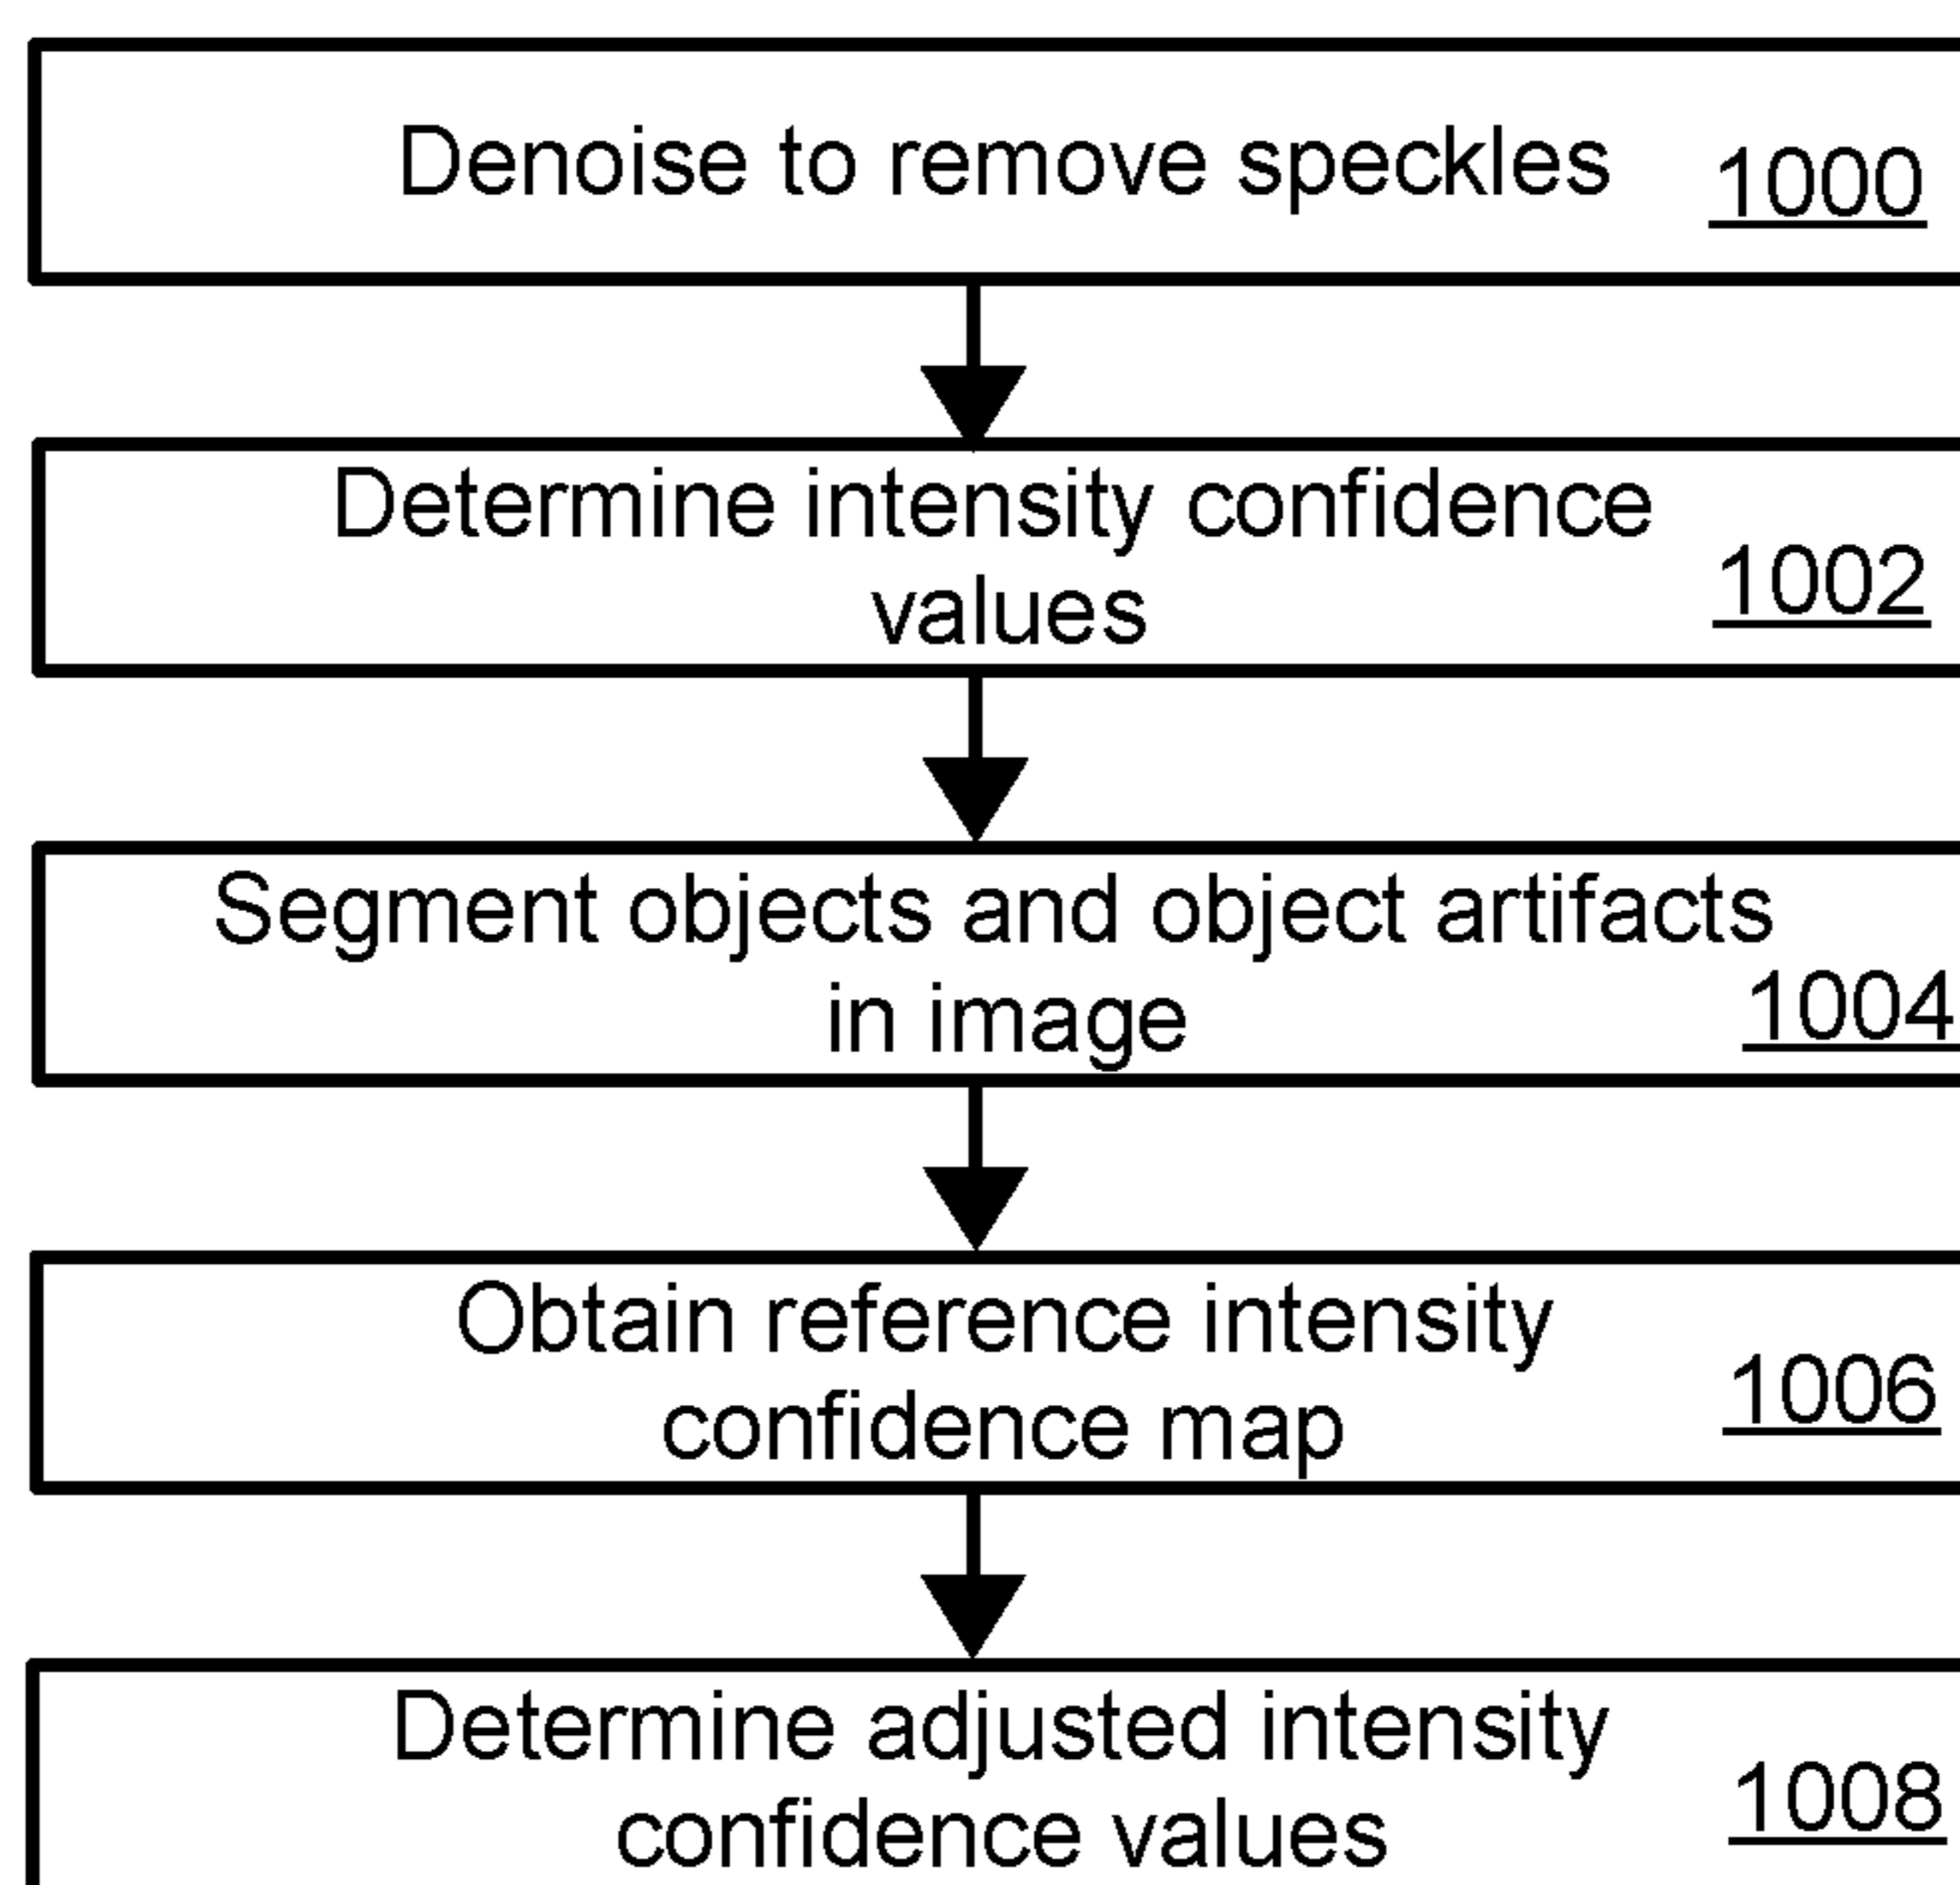 Denoise to remove speckles
1000
Determine intensity confidence
values
1002
Segment objects and object artifacts
in image
1004
Obtain reference intensity
confidence map
1006
Determine adjusted intensity
confidence values
1008